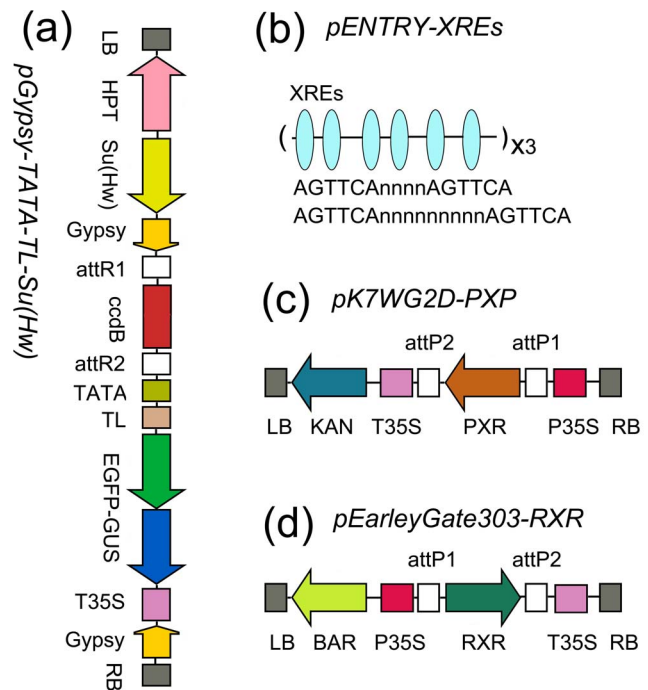 (a)
pGypsy-TATA-TL-Su(Hw)
LB
HPT
Su(Hw)
Gypsy
attR1
ccdB
attR2
TATA
TL
EGFP-GUS
T35S
Gypsy
RB
(b) pENTRY-XREs
XREs
( )x3
AGTTCAnnnnAGTTCA
AGTTCAnnnnnnnnnAGTTCA
(c) pK7WG2D-PXP
attP2 attP1
LB KAN T35S PXR P35S RB
(d) pEarleyGate303-RXR
attP1 attP2
LB BAR P35S RXR T35S RB